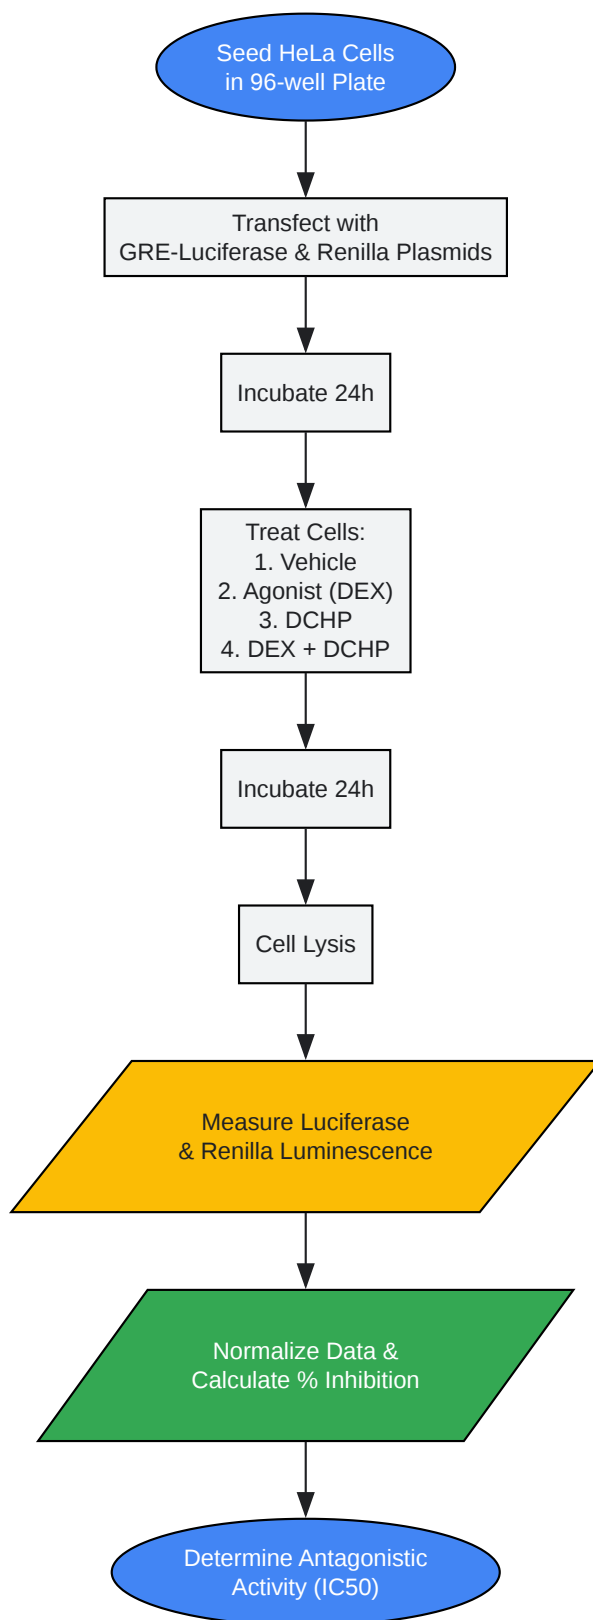 Seed HeLa Cells
in 96-well Plate
Transfect with
GRE-Luciferase & Renilla Plasmids
Incubate 24h
Treat Cells:
1. Vehicle
2. Agonist (DEX)
3. DCHP
4. DEX + DCHP
Incubate 24h
Cell Lysis
Measure Luciferase
& Renilla Luminescence
Normalize Data &
Calculate % Inhibition
Determine Antagonistic
Activity (IC50)